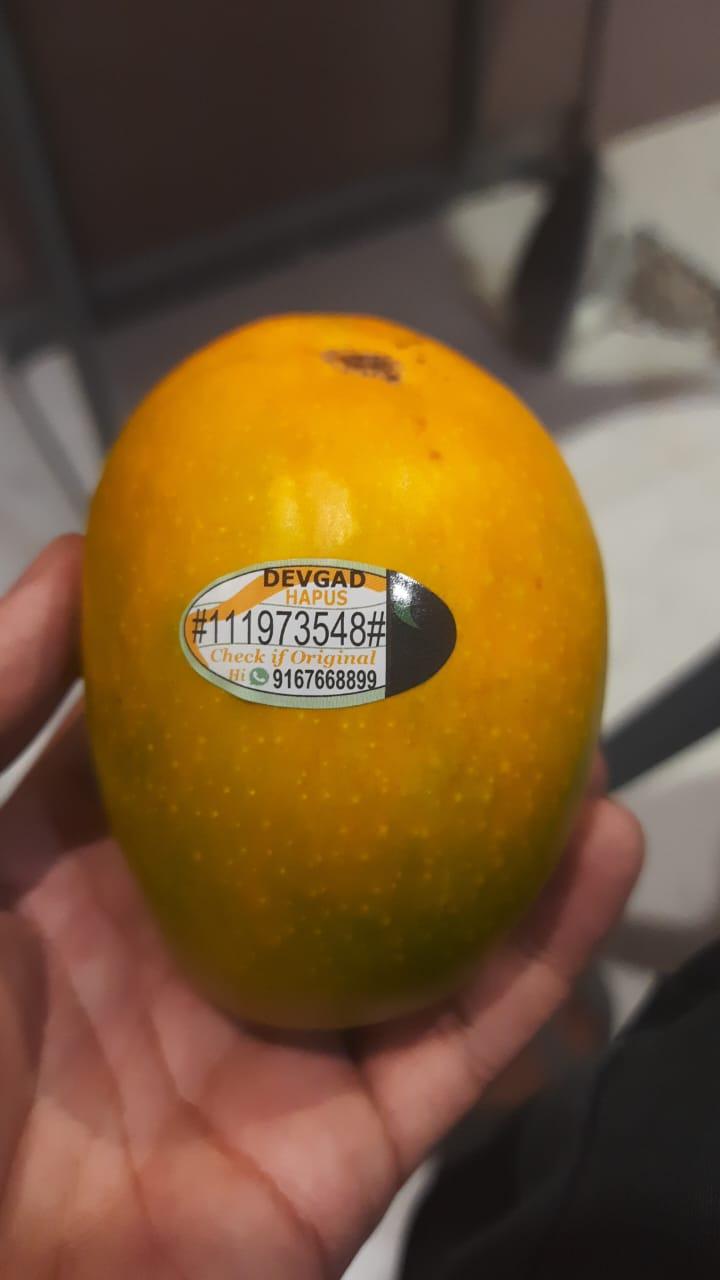 DEVGAD
HAPUS
#111973548#
Check if Original
Hi 9167668899